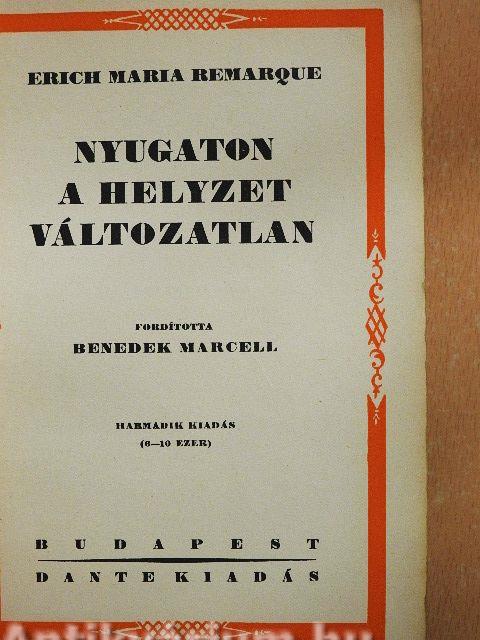 ERICH MARIA REMARQUE
NYUGATON
A HELYZET
VÁLTOZATLAN
FORDÍTOTTA
BENEDEK MARCELL
HARMADIK KIADÁS
(6—10 EZER)
BUDAPEST
DANTE KIADÁS